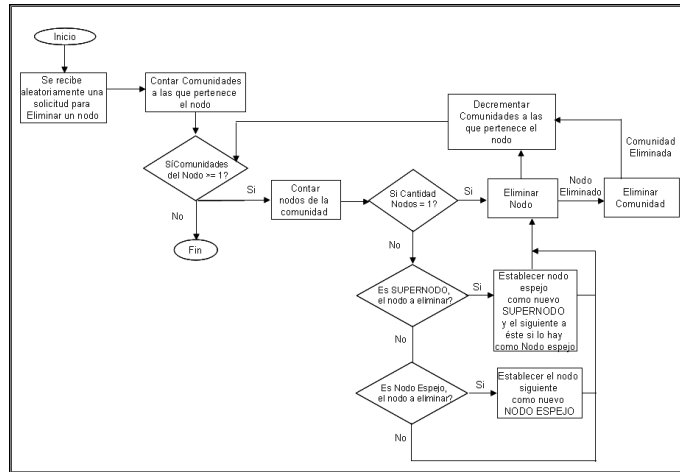 Inicio
Se recibe
aleatoriamente una
solicitud para
Eliminar un nodo
Contar Comunidades
a las que pertenece
el nodo
SíComunidades
del Nodo >= 1?
No
Fin
Si
Contar
nodos de la
comunidad
Si Cantidad
Nodos = 1?
Si
Eliminar
Nodo
Nodo
Eliminado
Eliminar
Comunidad
Comunidad
Eliminada
Decrementar
Comunidades a las
que pertenece el
nodo
No
Es SUPERNODO,
el nodo a eliminar?
Si
Establecer nodo
espejo
como nuevo
SUPERNODO
y el siguiente a
éste si lo hay
como Nodo espejo
No
Es Nodo Espejo,
el nodo a eliminar?
Si
Establecer el nodo
siguiente
como nuevo
NODO ESPEJO
No